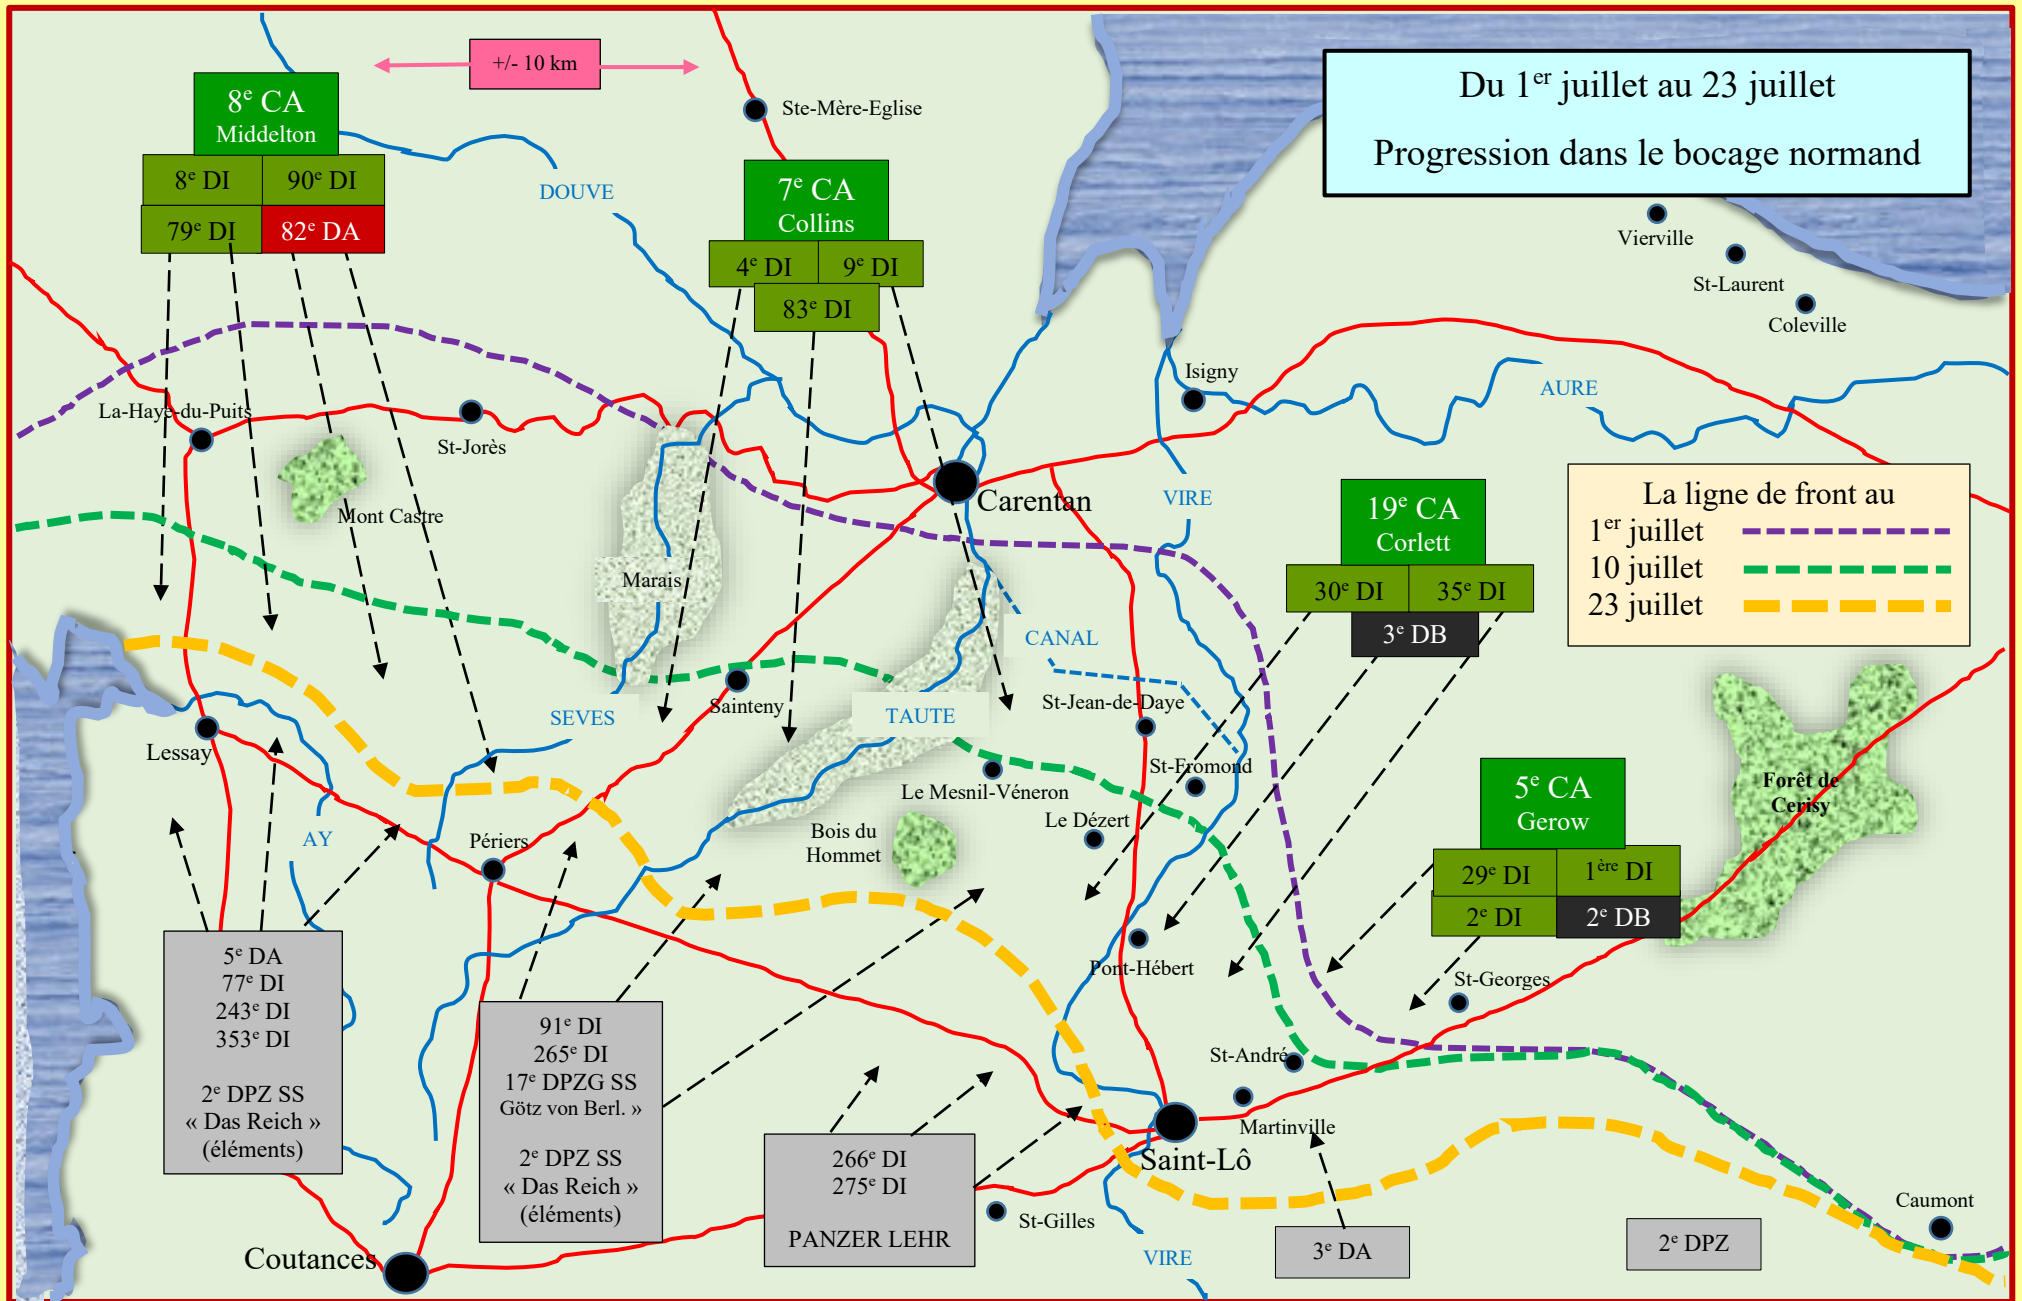 +/- 10 km
Du 1er juillet au 23 juillet
Progression dans le bocage normand
8e CA
Middelton
8e DI
90e DI
79e DI
82e DA
Ste-Mère-Eglise
DOUVE
7e CA
Collins
4e DI
9e DI
83e DI
Vierville
St-Laurent
Coleville
Isigny
AURE
La-Haye-du-Puits
St-Jorès
Mont Castre
Carentan
VIRE
19e CA
Corlett
30e DI
35e DI
3e DB
La ligne de front au
1er juillet
10 juillet
23 juillet
Marais
CANAL
SEVES
Sainteny
TAUTE
St-Jean-de-Daye
Lessay
St-Fromond
Le Mesnil-Véneron
Le Dézert
Forêt de
Cerisy
5e CA
Gerow
29e DI
1ère DI
2e DI
2e DB
AY
Périers
Bois du
Hommet
Pont-Hébert
St-Georges
5e DA
77e DI
243e DI
353e DI
2e DPZ SS
« Das Reich »
(éléments)
91e DI
265e DI
17e DPZG SS
Götz von Berl. »
2e DPZ SS
« Das Reich »
(éléments)
St-André
Martinville
Saint-Lô
266e DI
275e DI
PANZER LEHR
St-Gilles
Caumont
Coutances
VIRE
3e DA
2e DPZ